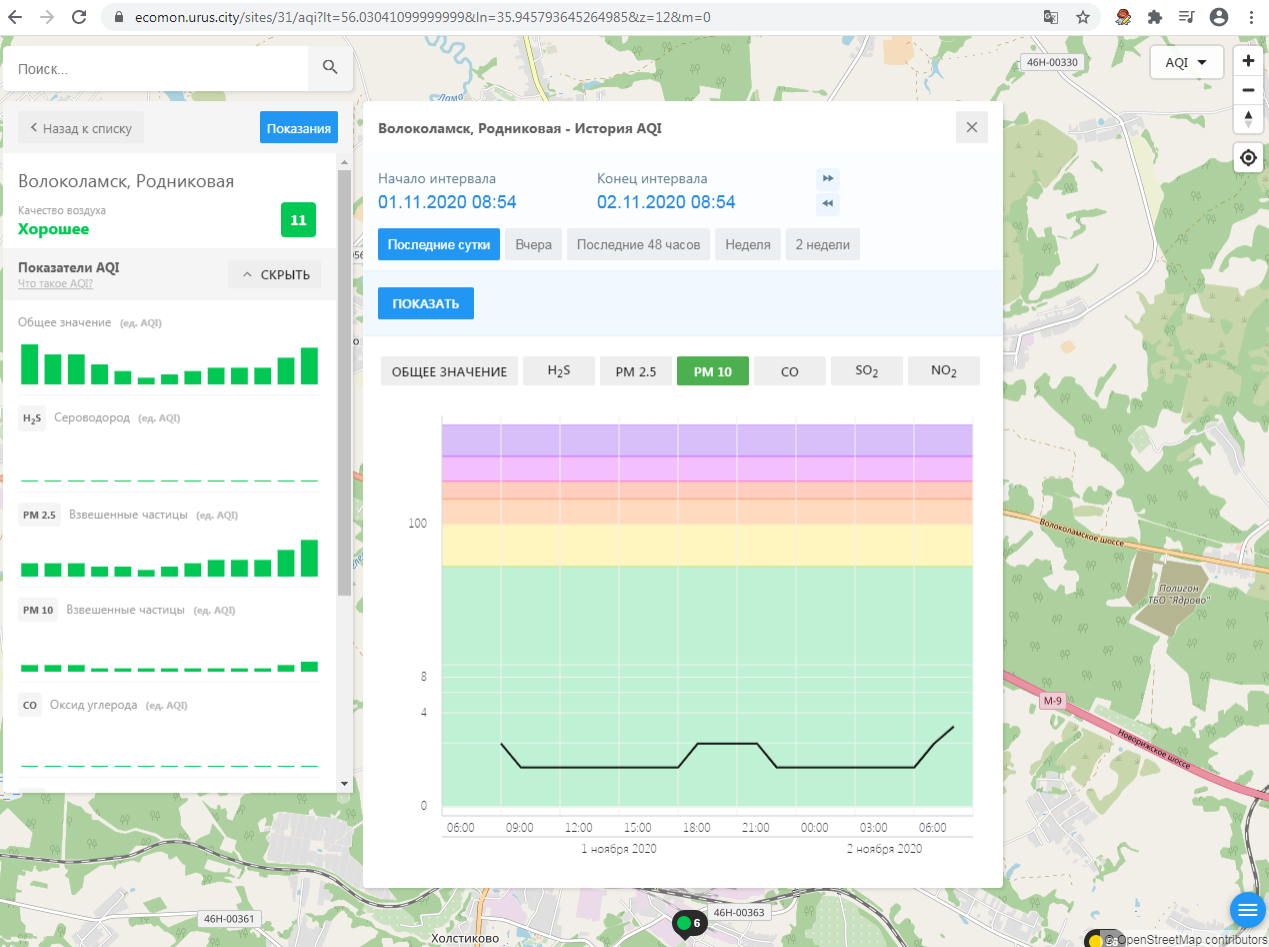 ecomon.urus.city/sites/31/aqi?lt=56.03041099999999&ln=35.945793645264985&z=12&m=0
Поиск...
46Н-00330
AQI
Назад к списку
Показания
Волоколамск, Родниковая
Качество воздуха
Хорошее
11
Показатели AQI
Что такое AQI?
СКРЫТЬ
Общее значение (ед. AQI)
H2S Сероводород (ед. AQI)
PM 2.5 Взвешенные частицы (ед. AQI)
PM 10 Взвешенные частицы (ед. AQI)
CO Оксид углерода (ед. AQI)
Волоколамск, Родниковая - История AQI
Начало интервала
Конец интервала
01.11.2020 08:54
02.11.2020 08:54
Последние сутки
Вчера
Последние 48 часов
Неделя
2 недели
ПОКАЗАТЬ
ОБЩЕЕ ЗНАЧЕНИЕ
H2S
PM 2.5
PM 10
CO
SO2
NO2
100
8
4
0
06:00
09:00
12:00
15:00
18:00
21:00
00:00
03:00
06:00
1 ноября 2020
2 ноября 2020
Волоколамское шоссе
Полигон
ТБО "Ядрово"
М-9
Новорижское шоссе
46Н-00361
6
46Н-00363
Холстиково
© OpenStreetMap contributors